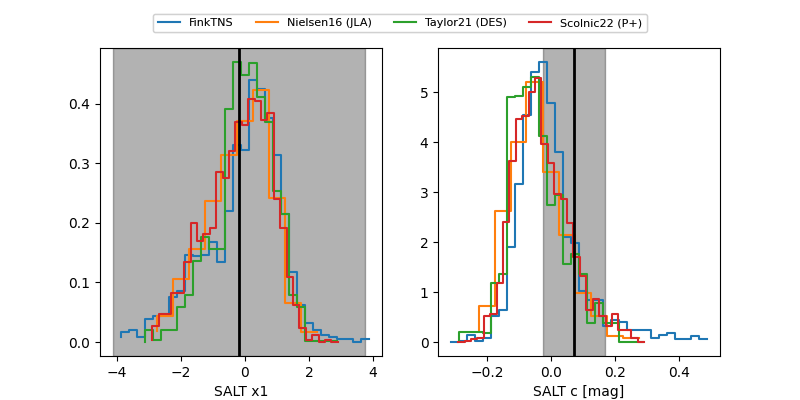 FinkTNS Nielsen16 (JLA) Taylor21 (DES) Scolnic22 (P+)
0.4
0.3
0.2
0.1
0.0
−4 −2 0 2 4
SALT x1
5
4
3
2
1
0
−0.2 0.0 0.2 0.4
SALT c [mag]